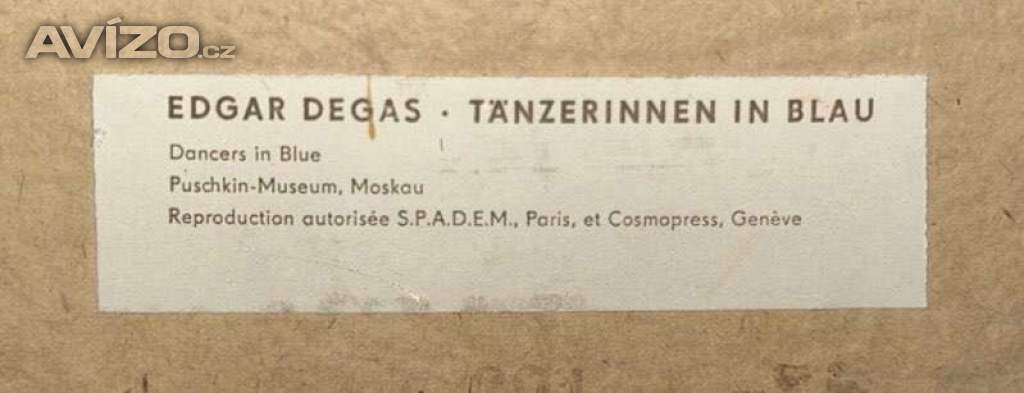 AVÍZO.cz
EDGAR DEGAS · TÄNZERINNEN IN BLAU
Dancers in Blue
Puschkin-Museum, Moskau
Reproduction autorisée S.P.A.D.E.M., Paris, et Cosmopress, Genève